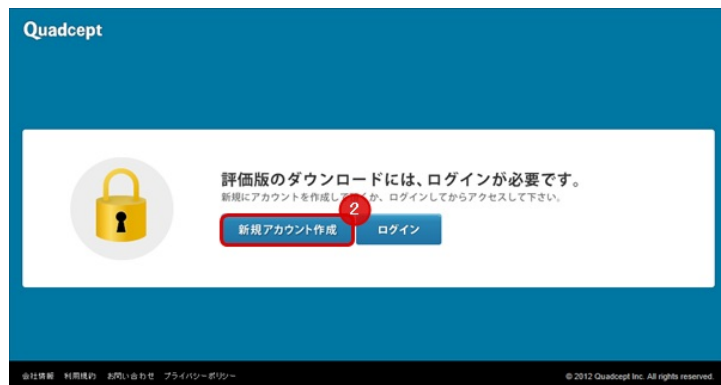 Quadcept
評価版のダウンロードには、ログインが必要です。
新規にアカウントを作成して くか、ログインしてからアクセスして下さい。
2
新規アカウント作成 ログイン
会社情報 利用規約 お問い合わせ プライバシーポリシー © 2012 Quadcept Inc. All rights reserved.